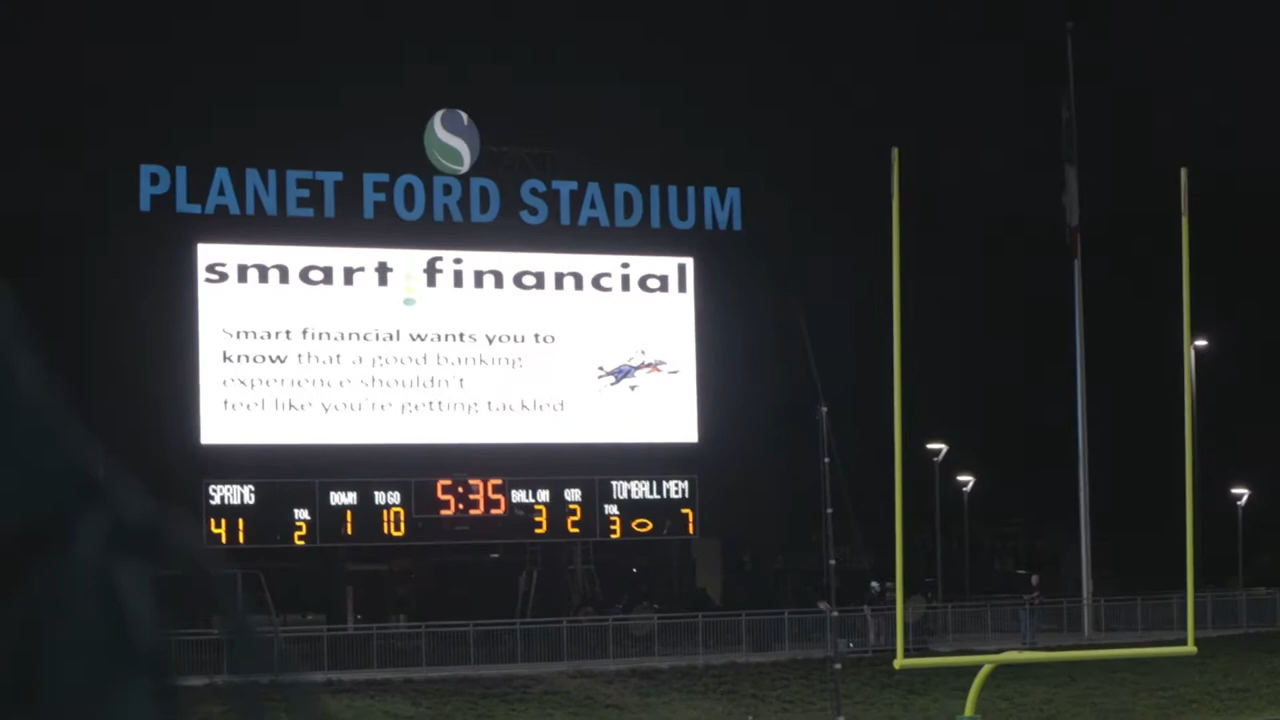 S
PLANET FORD STADIUM
smart financial
Smart financial wants you to
know that a good banking
experience shouldn't
feel like you're getting tackled
SPRING DOWN TO GO 5:35 BALL ON QTR TOMBALL MEM
41 TOL 2 1 10 3 2 TOL 3 7